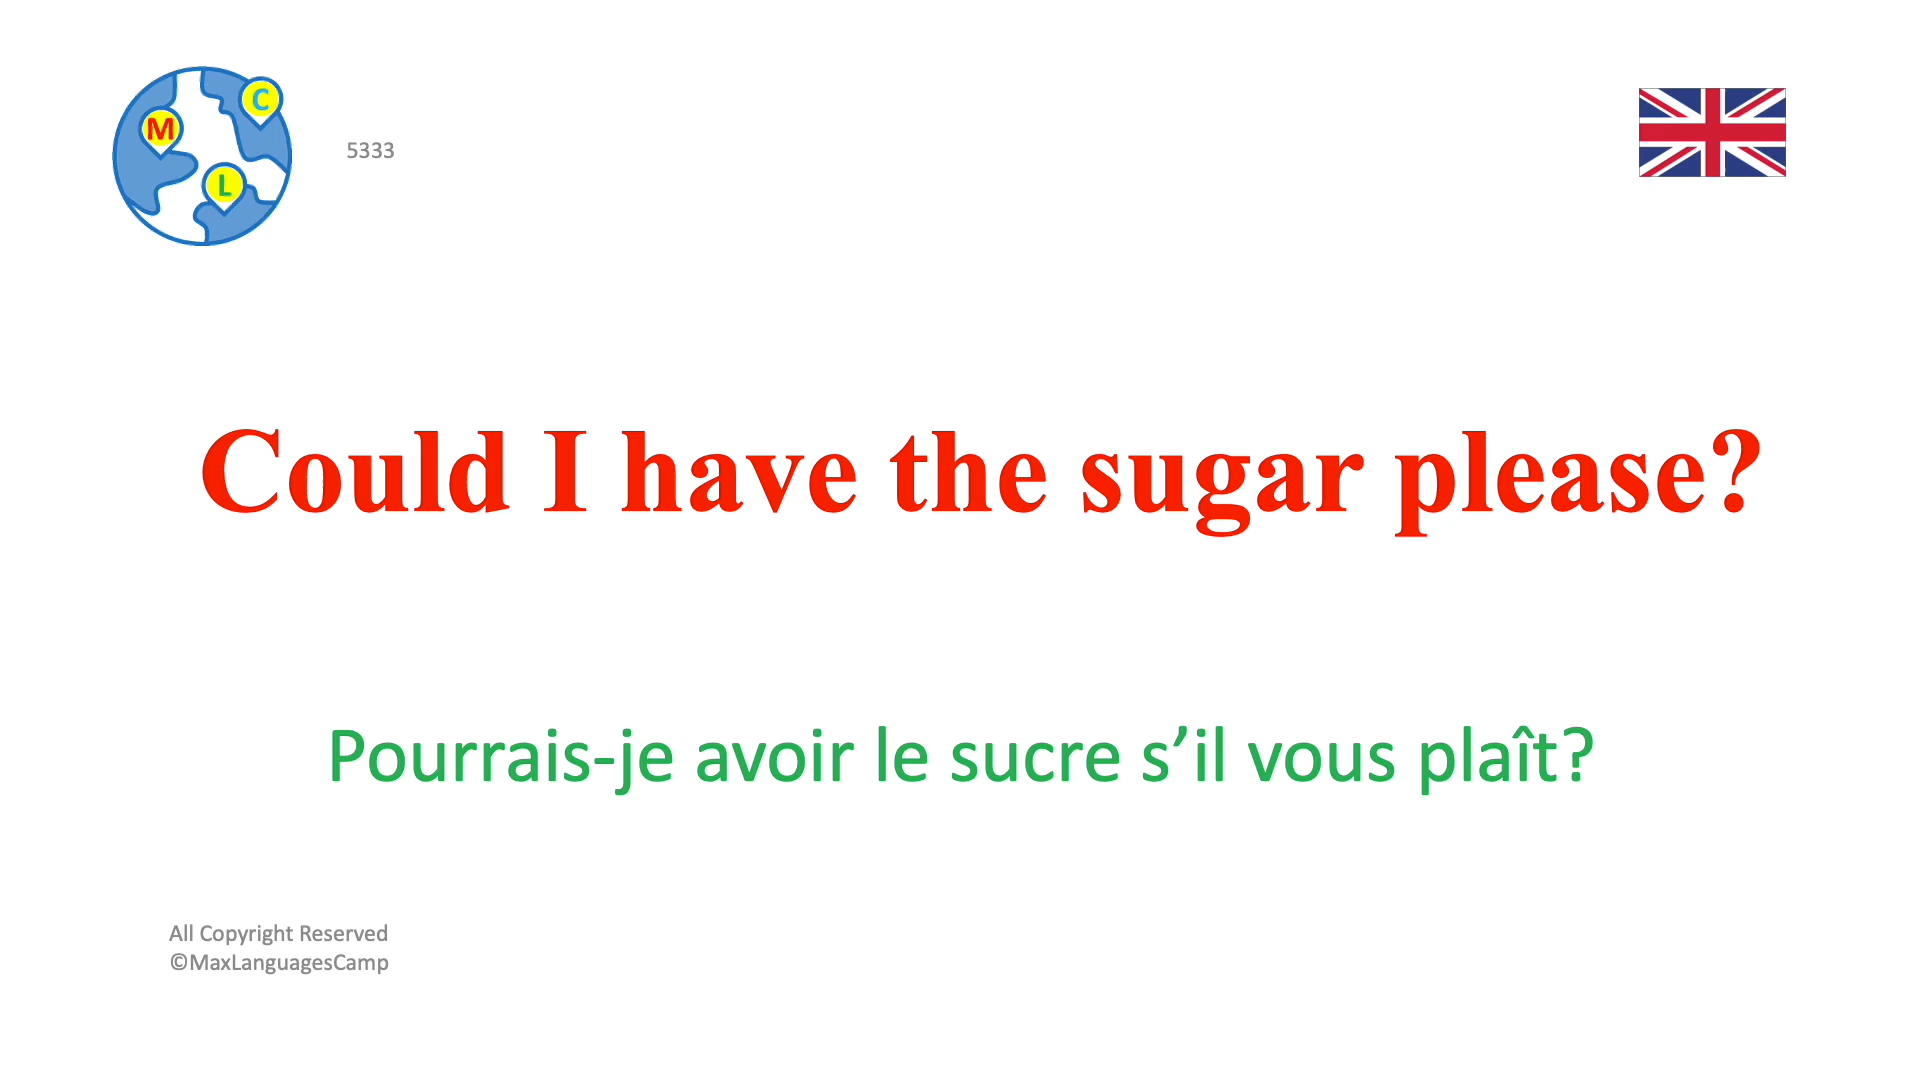 M
C
L
5333
Could I have the sugar please?
Pourrais-je avoir le sucre s’il vous plaît?
All Copyright Reserved
©MaxLanguagesCamp